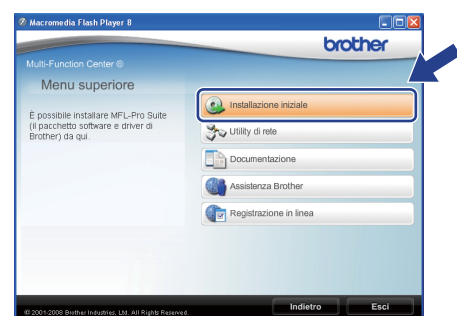 Macromedia Flash Player 8
brother
Multi-Function Center ®
Menu superiore
È possibile installare MFL-Pro Suite
(il pacchetto software e driver di
Brother) da qui.
Installazione iniziale
Utility di rete
Documentazione
Assistenza Brother
Registrazione in linea
© 2001-2008 Brother Industries, Ltd. All Rights Reserved.
Indietro
Esci